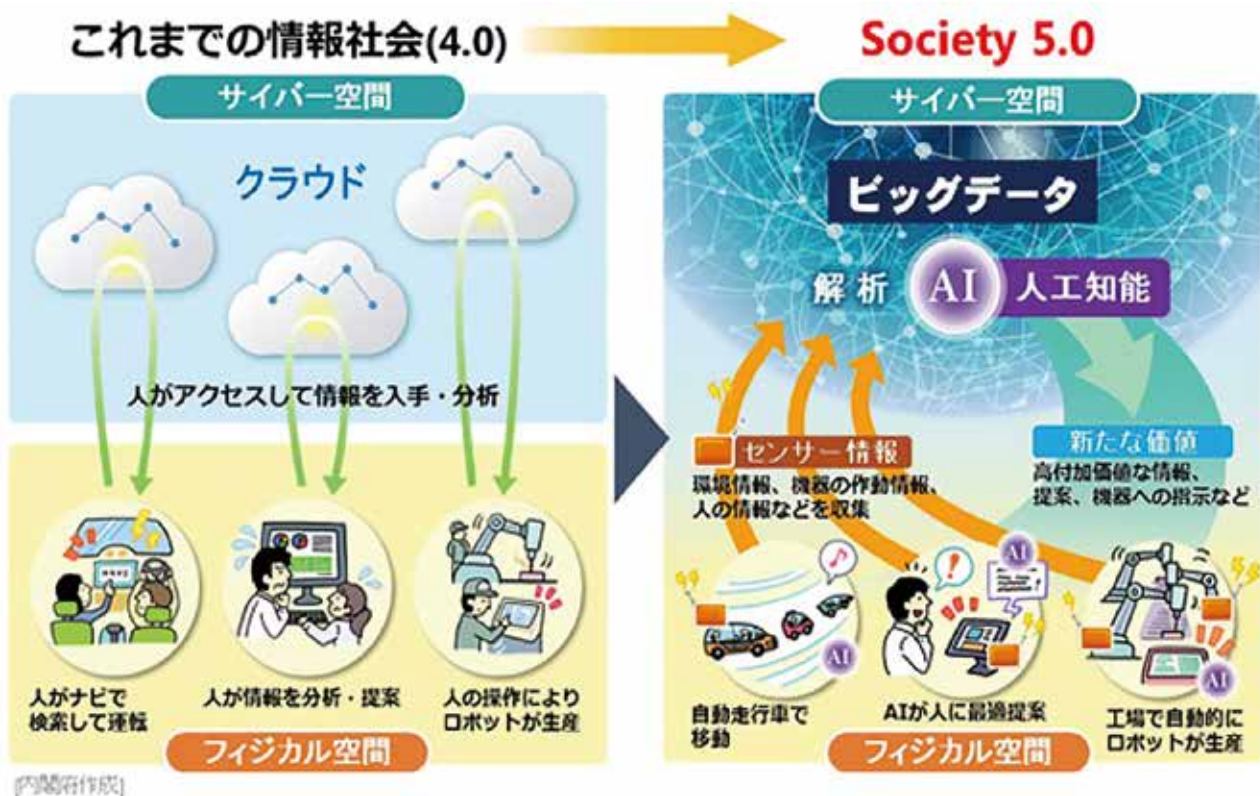 これまでの情報社会(4.0)
Society 5.0
サイバー空間
クラウド
人がアクセスして情報を入手・分析
人がナビで
検索して運転
人が情報を分析・提案
人の操作により
ロボットが生産
フィジカル空間
サイバー空間
ビッグデータ
解析
AI
人工知能
センサー情報
環境情報、機器の作動情報、
人の情報などを収集
新たな価値
高付加価値な情報、
提案、機器への指示など
AI
AI
AI
自動走行車で
移動
AIが人に最適提案
工場で自動的に
ロボットが生産
フィジカル空間
[内閣府作成]